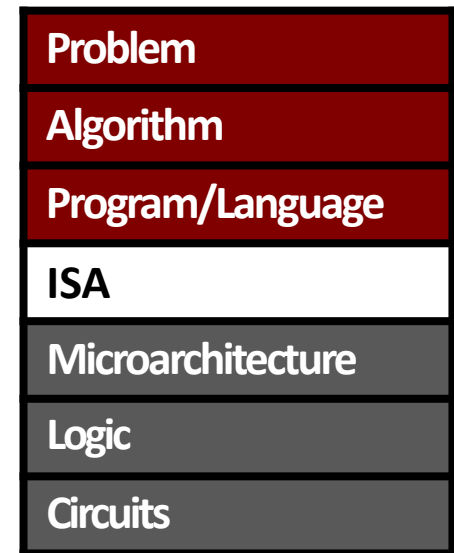 Problem
Algorithm
Program/Language
ISA
Microarchitecture
Logic
Circuits